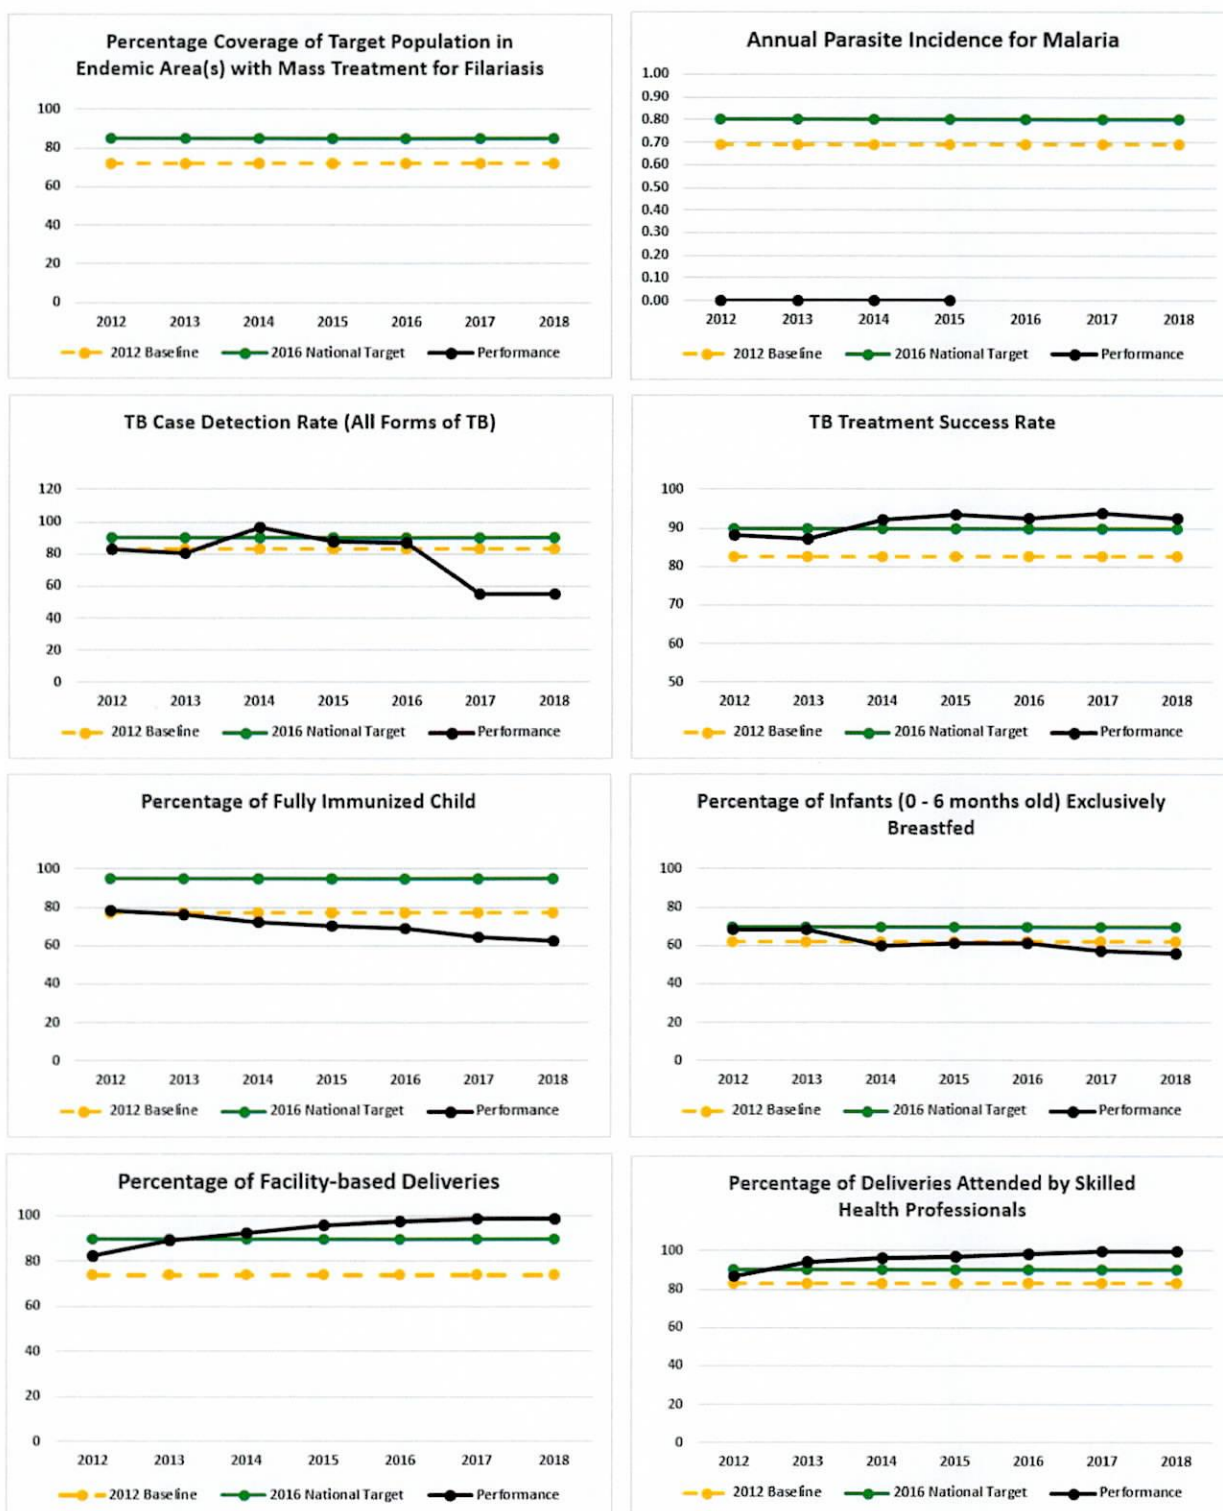 Percentage Coverage of Target Population in
Endemic Area(s) with Mass Treatment for Filariasis
100
80
60
40
20
0
2012 2013 2014 2015 2016 2017 2018
2012 Baseline 2016 National Target Performance
Annual Parasite Incidence for Malaria
1.00
0.90
0.80
0.70
0.60
0.50
0.40
0.30
0.20
0.10
0.00
2012 2013 2014 2015 2016 2017 2018
2012 Baseline 2016 National Target Performance
TB Case Detection Rate (All Forms of TB)
120
100
80
60
40
20
0
2012 2013 2014 2015 2016 2017 2018
2012 Baseline 2016 National Target Performance
TB Treatment Success Rate
100
90
80
70
60
50
2012 2013 2014 2015 2016 2017 2018
2012 Baseline 2016 National Target Performance
Percentage of Fully Immunized Child
100
80
60
40
20
0
2012 2013 2014 2015 2016 2017 2018
2012 Baseline 2016 National Target Performance
Percentage of Infants (0 - 6 months old) Exclusively
Breastfed
100
80
60
40
20
0
2012 2013 2014 2015 2016 2017 2018
2012 Baseline 2016 National Target Performance
Percentage of Facility-based Deliveries
100
80
60
40
20
0
2012 2013 2014 2015 2016 2017 2018
2012 Baseline 2016 National Target Performance
Percentage of Deliveries Attended by Skilled
Health Professionals
100
80
60
40
20
0
2012 2013 2014 2015 2016 2017 2018
2012 Baseline 2016 National Target Performance